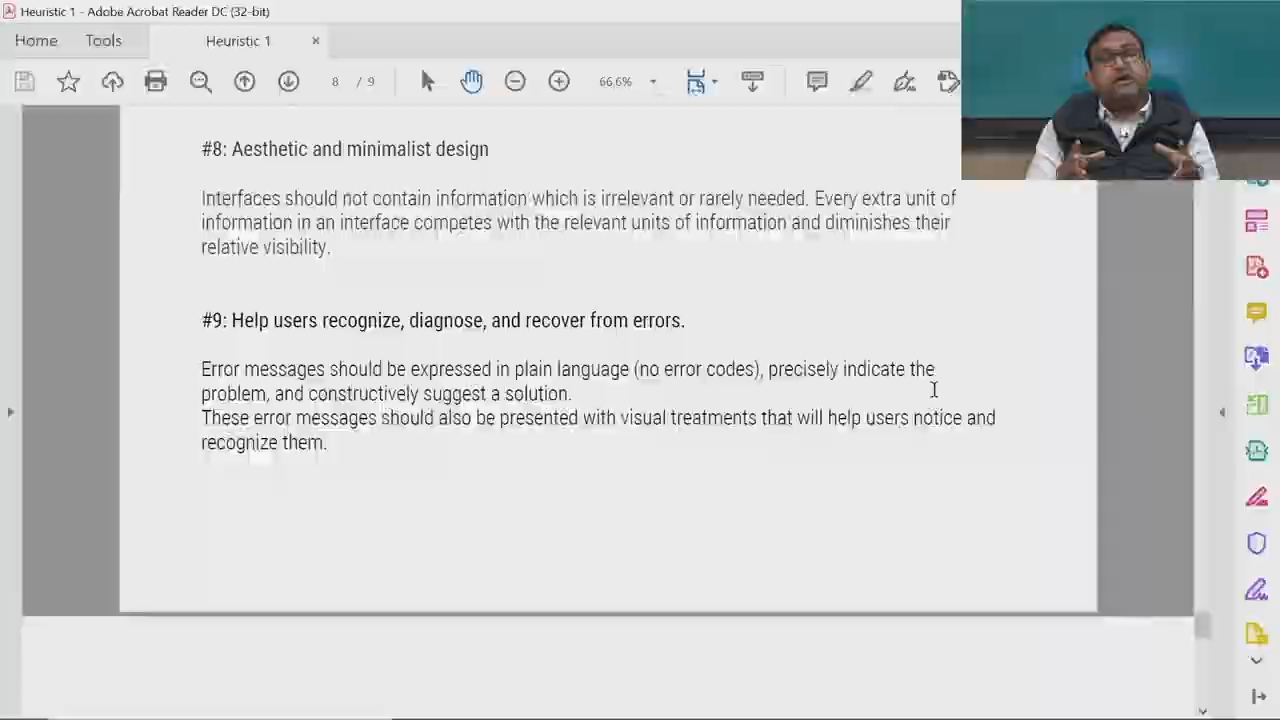 Heuristic 1 - Adobe Acrobat Reader DC (32-bit)
Home Tools Heuristic 1 ×
8 / 9 66.6%
#8: Aesthetic and minimalist design
Interfaces should not contain information which is irrelevant or rarely needed. Every extra unit of
information in an interface competes with the relevant units of information and diminishes their
relative visibility.
#9: Help users recognize, diagnose, and recover from errors.
Error messages should be expressed in plain language (no error codes), precisely indicate the
problem, and constructively suggest a solution.
These error messages should also be presented with visual treatments that will help users notice and
recognize them.